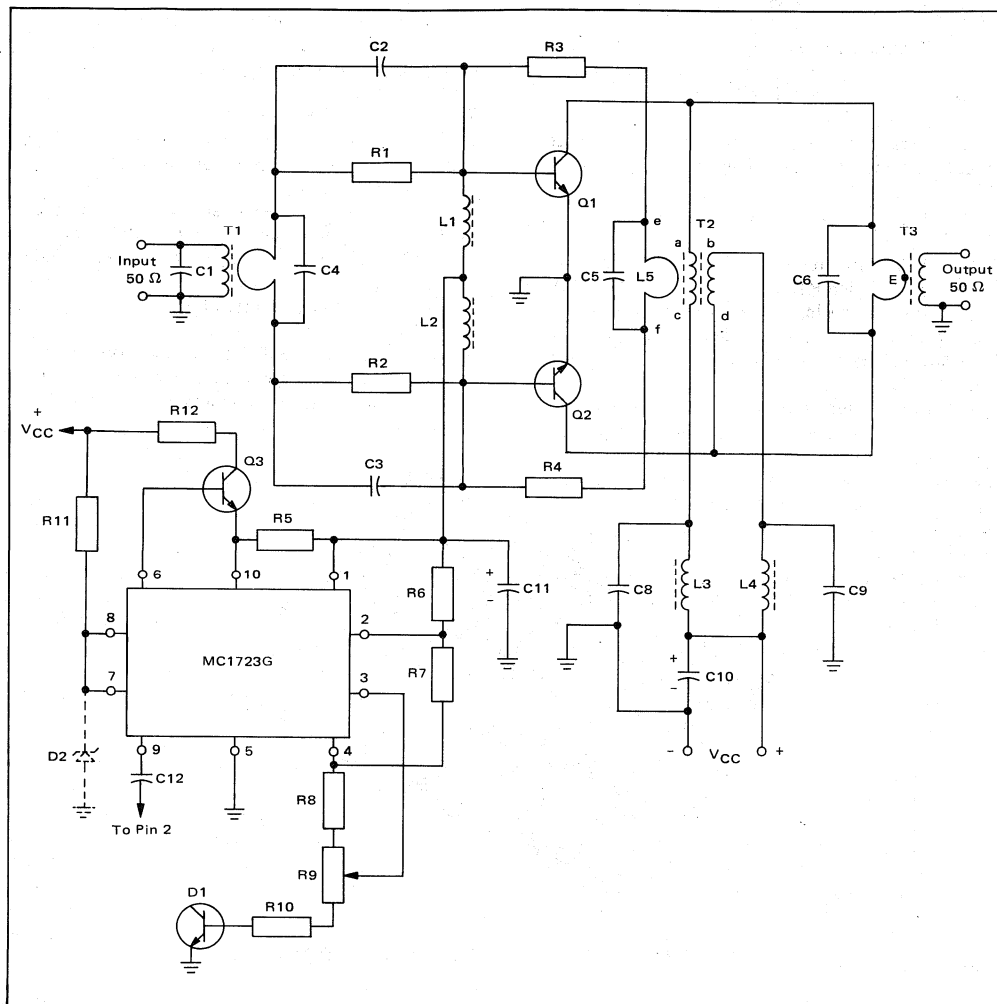 C2
R3
R1
Q1
L1
T1
Input
50 Ω
C1
C4
e
a
T2
b
C5
L5
f
c
d
C6
E
T3
Output
50 Ω
L2
R2
Q2
+
VCC
R12
Q3
C3
R4
R11
R5
6
10
1
R6
+
-
C11
8
2
MC1723G
7
3
R7
D2
9
5
4
C12
To Pin 2
R8
R9
D1
R10
C8
L3
L4
C9
+
-
C10
-
VCC
+